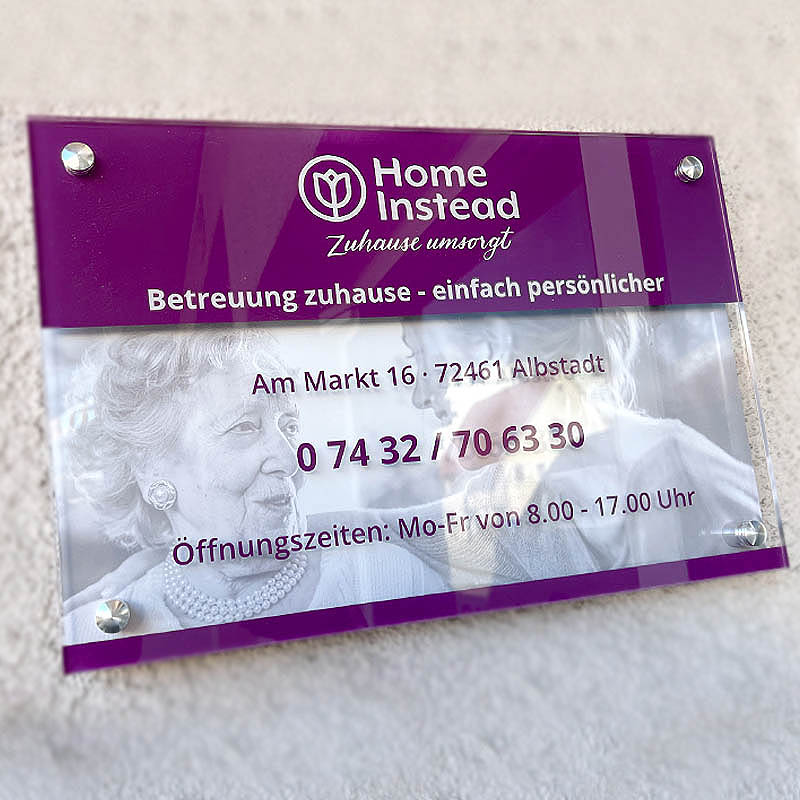 Home
Instead
Zuhause umsorgt
Betreuung zuhause - einfach persönlicher
Am Markt 16 · 72461 Albstadt
0 74 32 / 70 63 30
Öffnungszeiten: Mo-Fr von 8.00 - 17.00 Uhr